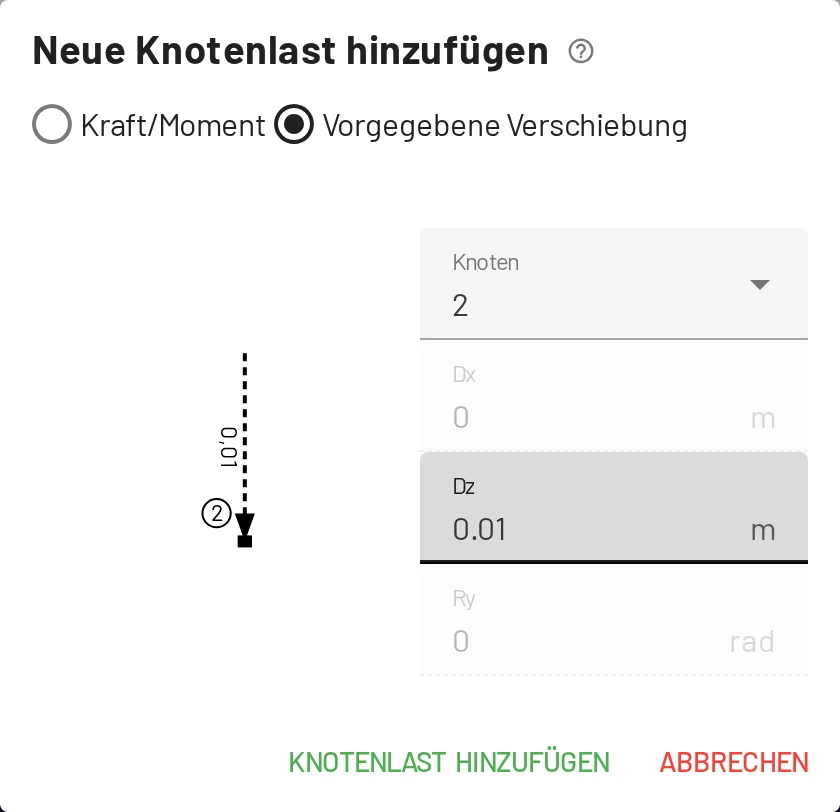 Neue Knotenlast hinzufügen ?
Kraft/Moment Vorgegebene Verschiebung
Knoten
2
Dx
0 m
0,01
2
Dz
0.01 m
Ry
0 rad
KNOTENLAST HINZUFÜGEN ABBRECHEN